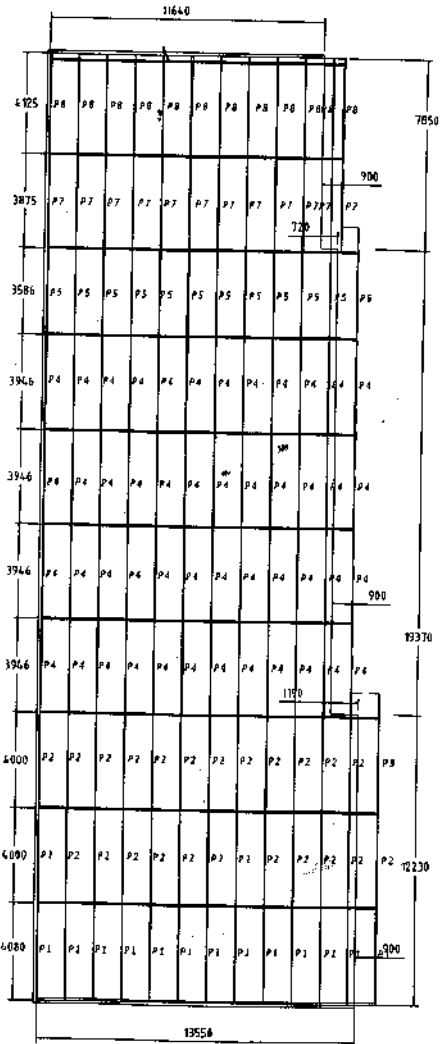 11640
4125 P8 P8 P8 P8 P8 P8 P8 P8 P8 P8 P8 P8
7850
900
3875 P7 P7 P7 P7 P7 P7 P7 P7 P7 P7 P7 P7
720
3586 P5 P5 P5 P5 P5 P5 P5 P5 P5 P5 P5 P5
3946 P4 P4 P4 P4 P4 P4 P4 P4 P4 P4 P4 P4
3946 P4 P4 P4 P4 P4 P4 P4 P4 P4 P4 P4 P4
3946 P4 P4 P4 P4 P4 P4 P4 P4 P4 P4 P4 P4
900
19370
3946 P4 P4 P4 P4 P4 P4 P4 P4 P4 P4 P4 P4
1190
4000 P2 P2 P2 P2 P2 P2 P2 P2 P2 P2 P2 P2 P3
4000 P2 P2 P2 P2 P2 P2 P2 P2 P2 P2 P2 P2 P2
12230
4080 P1 P1 P1 P1 P1 P1 P1 P1 P1 P1 P1 P1 P1
900
13556